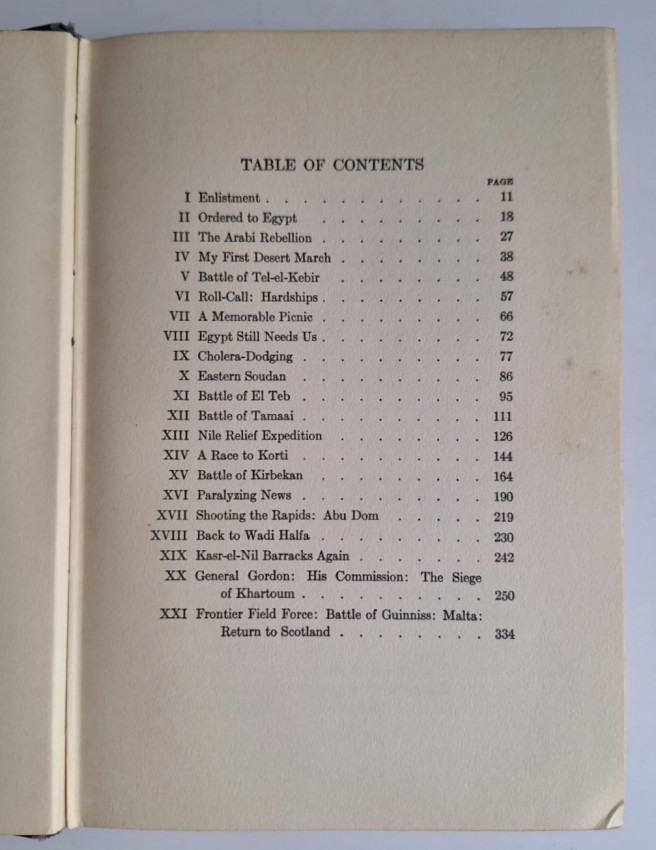 TABLE OF CONTENTS
PAGE
I Enlistment . . . . . . . . . . . . 11
II Ordered to Egypt . . . . . . . . . 18
III The Arabi Rebellion . . . . . . . . . 27
IV My First Desert March . . . . . . . . 38
V Battle of Tel-el-Kebir . . . . . . . . 48
VI Roll-Call: Hardships . . . . . . . . . 57
VII A Memorable Picnic . . . . . . . . . 66
VIII Egypt Still Needs Us . . . . . . . . . 72
IX Cholera-Dodging . . . . . . . . . . 77
X Eastern Soudan . . . . . . . . . . 86
XI Battle of El Teb . . . . . . . . . . 95
XII Battle of Tamaai . . . . . . . . . . 111
XIII Nile Relief Expedition . . . . . . . . 126
XIV A Race to Korti . . . . . . . . . . 144
XV Battle of Kirbekan . . . . . . . . . 164
XVI Paralyzing News . . . . . . . . . . 190
XVII Shooting the Rapids: Abu Dom . . . . . 219
XVIII Back to Wadi Halfa . . . . . . . . . 230
XIX Kasr-el-Nil Barracks Again . . . . . . . 242
XX General Gordon: His Commission: The Siege
of Khartoum . . . . . . . . . . 250
XXI Frontier Field Force: Battle of Guinniss: Malta:
Return to Scotland . . . . . . . . 334